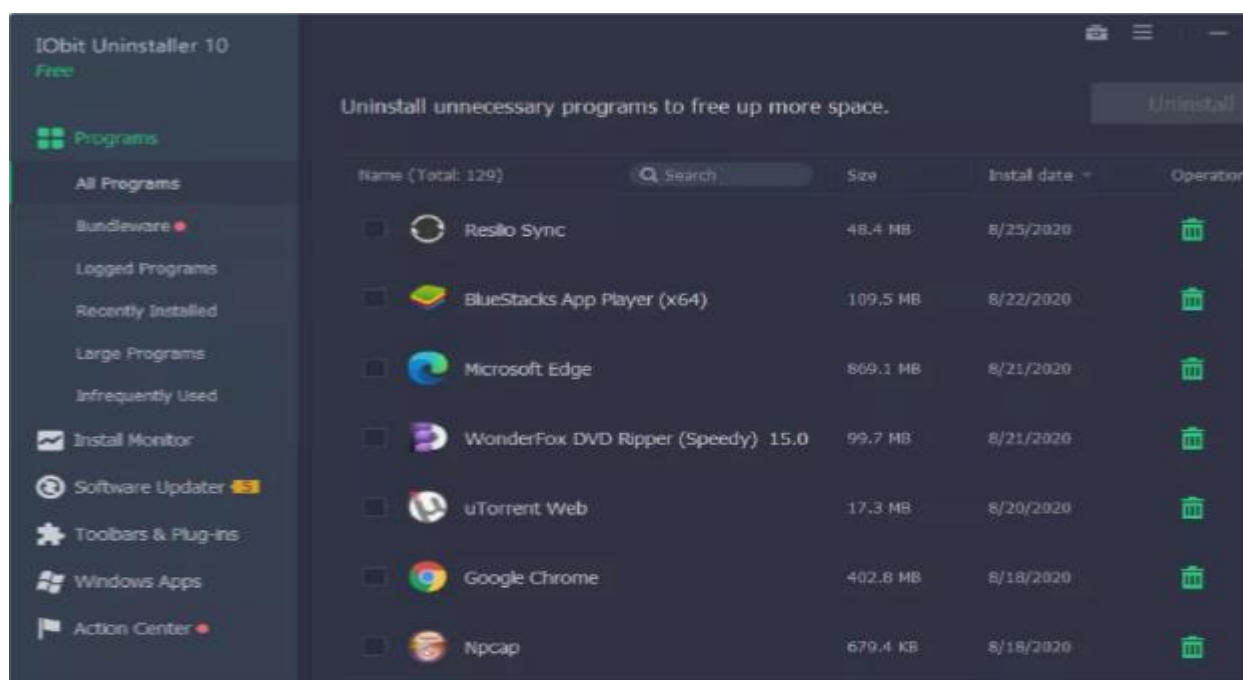 IObit Uninstaller 10
Free
Uninstall unnecessary programs to free up more space.
Uninstall
Programs
Name (Total: 129)
Search
Size
Install date
Operation
All Programs
Bundleware
Logged Programs
Recently Installed
Large Programs
Infrequently Used
Install Monitor
Software Updater 5
Toolbars & Plug-ins
Windows Apps
Action Center
Resilio Sync 48.4 MB 8/25/2020
BlueStacks App Player (x64) 109.5 MB 8/22/2020
Microsoft Edge 869.1 MB 8/21/2020
WonderFox DVD Ripper (Speedy) 15.0 99.7 MB 8/21/2020
uTorrent Web 17.3 MB 8/20/2020
Google Chrome 402.8 MB 8/18/2020
Npcap 679.4 KB 8/18/2020